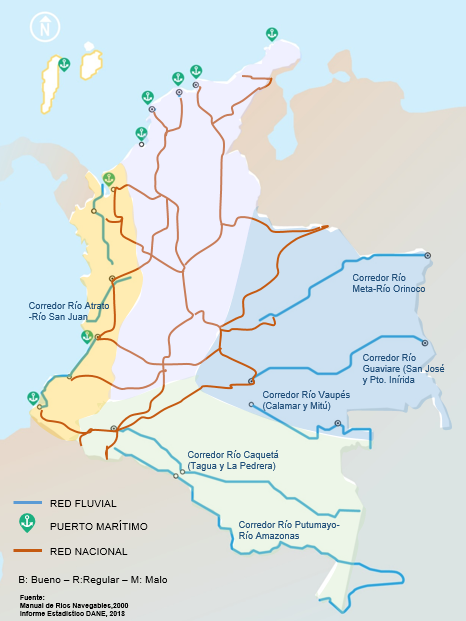 N
Corredor Río
Meta-Río Orinoco
Corredor Río Atrato
-Río San Juan
Corredor Río
Guaviare (San José
y Pto. Inírida
Corredor Río Vaupés
(Calamar y Mitú)
Corredor Río Caquetá
(Tagua y La Pedrera)
Corredor Río Putumayo-
Río Amazonas
RED FLUVIAL
PUERTO MARÍTIMO
RED NACIONAL
B: Bueno – R:Regular – M: Malo
Fuente:
Manual de Rios Navegables,2000
Informe Estadístico DANE, 2018